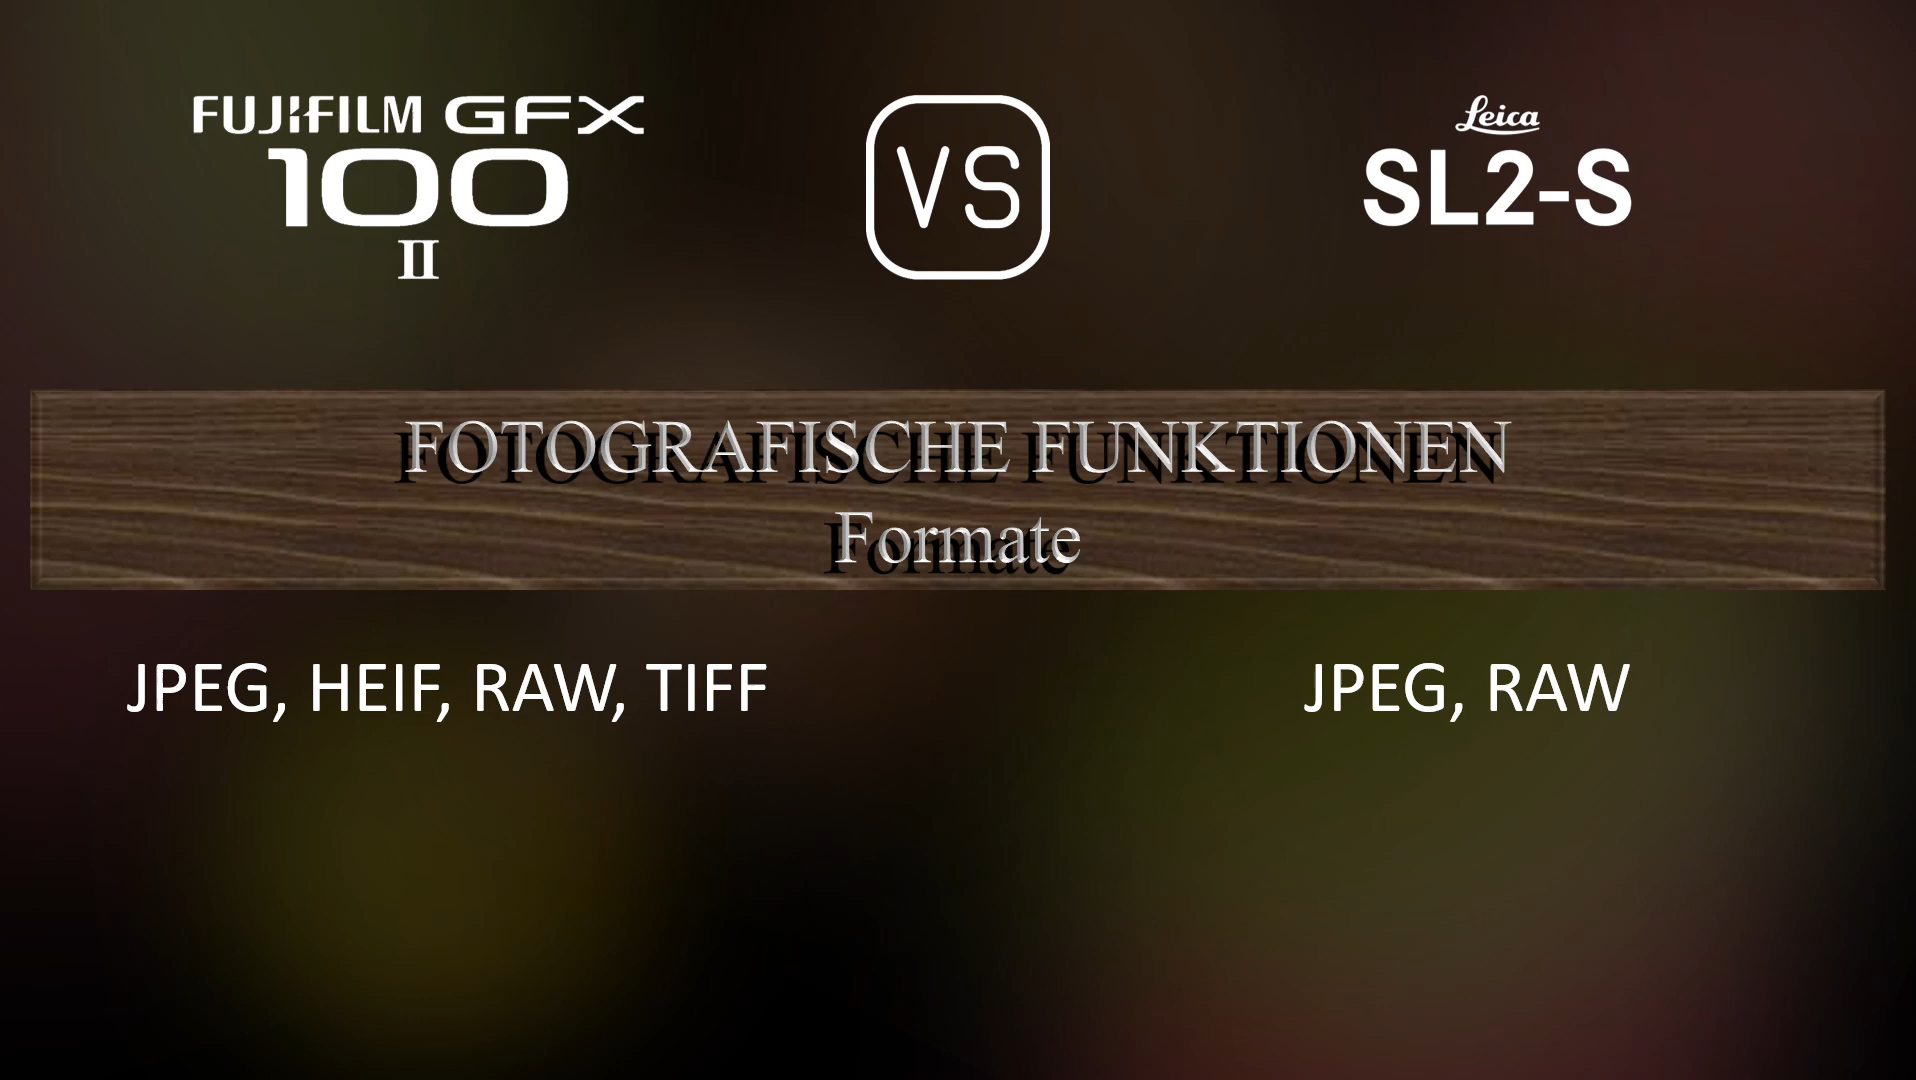 FUJIFILM GFX
100
II
VS
Leica
SL2-S
FOTOGRAFISCHE FUNKTIONEN
Formate
JPEG, HEIF, RAW, TIFF
JPEG, RAW